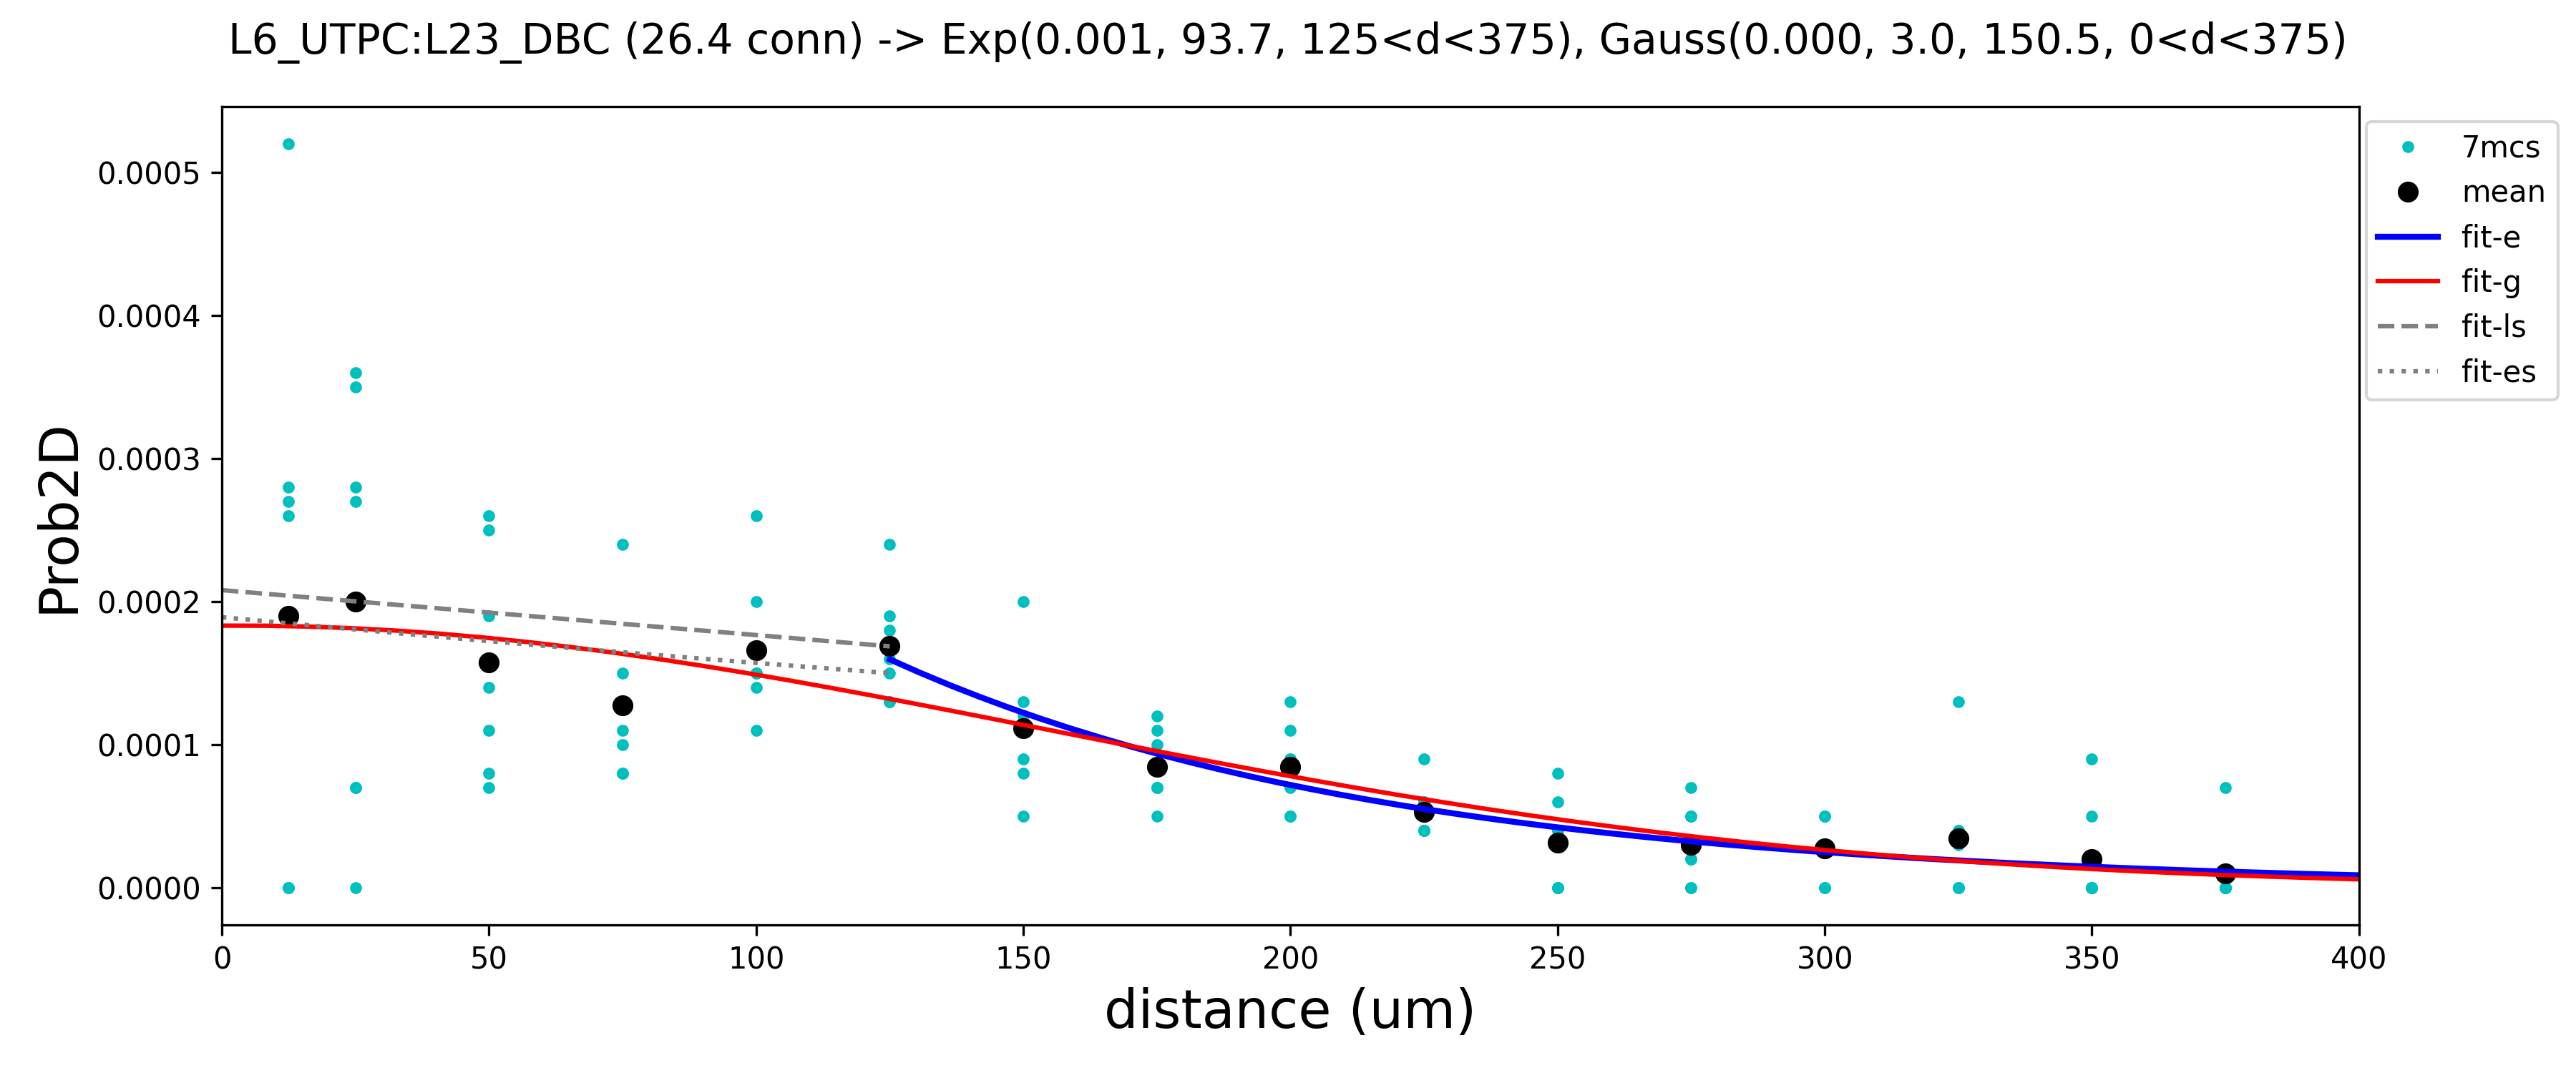 L6_UTPC:L23_DBC (26.4 conn) -> Exp(0.001, 93.7, 125<d<375), Gauss(0.000, 3.0, 150.5, 0<d<375)
7mcs
mean
fit-e
fit-g
fit-ls
fit-es
Prob2D
0.0005
0.0004
0.0003
0.0002
0.0001
0.0000
0 50 100 150 200 250 300 350 400
distance (um)